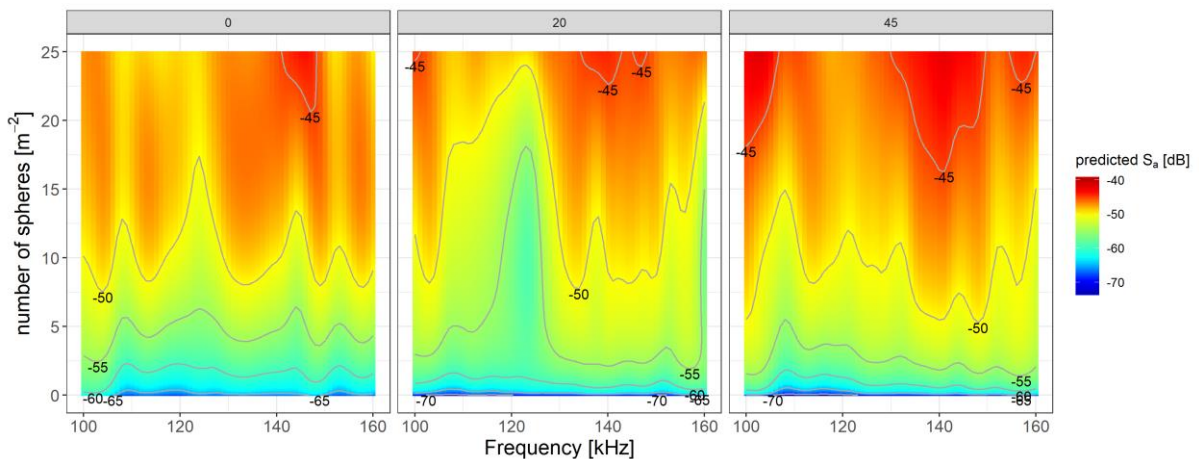 0 20 45
number of spheres [m⁻²]
25
20
15
10
5
0
-45 -45 -45 -45 -45 -45 -45
-50 -50 -50
-55 -55 -55
-60 -65 -65 -70 -70 -60 -65 -70 -60 -65
100 120 140 160 100 120 140 160 100 120 140 160
Frequency [kHz]
predicted Sₐ [dB]
-40
-50
-60
-70